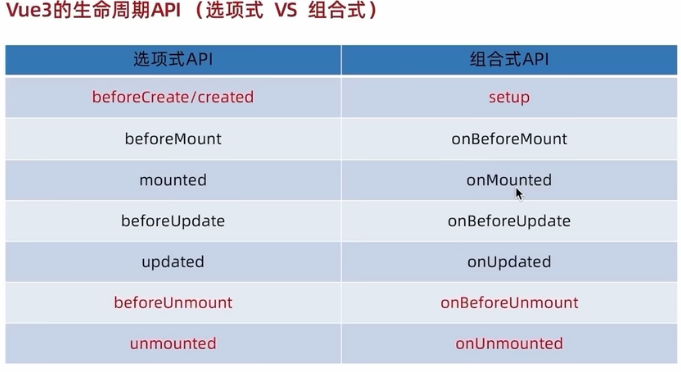 Vue3的生命周期API（选项式 VS 组合式）
选项式API 组合式API
beforeCreate/created setup
beforeMount onBeforeMount
mounted onMounted
beforeUpdate onBeforeUpdate
updated onUpdated
beforeUnmount onBeforeUnmount
unmounted onUnmounted